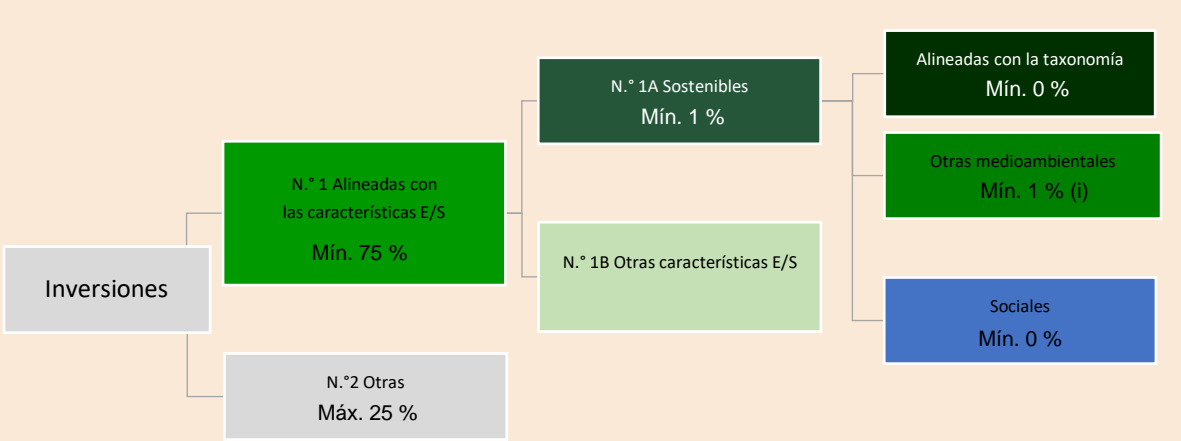 Inversiones
N.° 1 Alineadas con
las características E/S
Mín. 75 %
N.°2 Otras
Máx. 25 %
N.° 1A Sostenibles
Mín. 1 %
N.° 1B Otras características E/S
Alineadas con la taxonomía
Mín. 0 %
Otras medioambientales
Mín. 1 % (i)
Sociales
Mín. 0 %